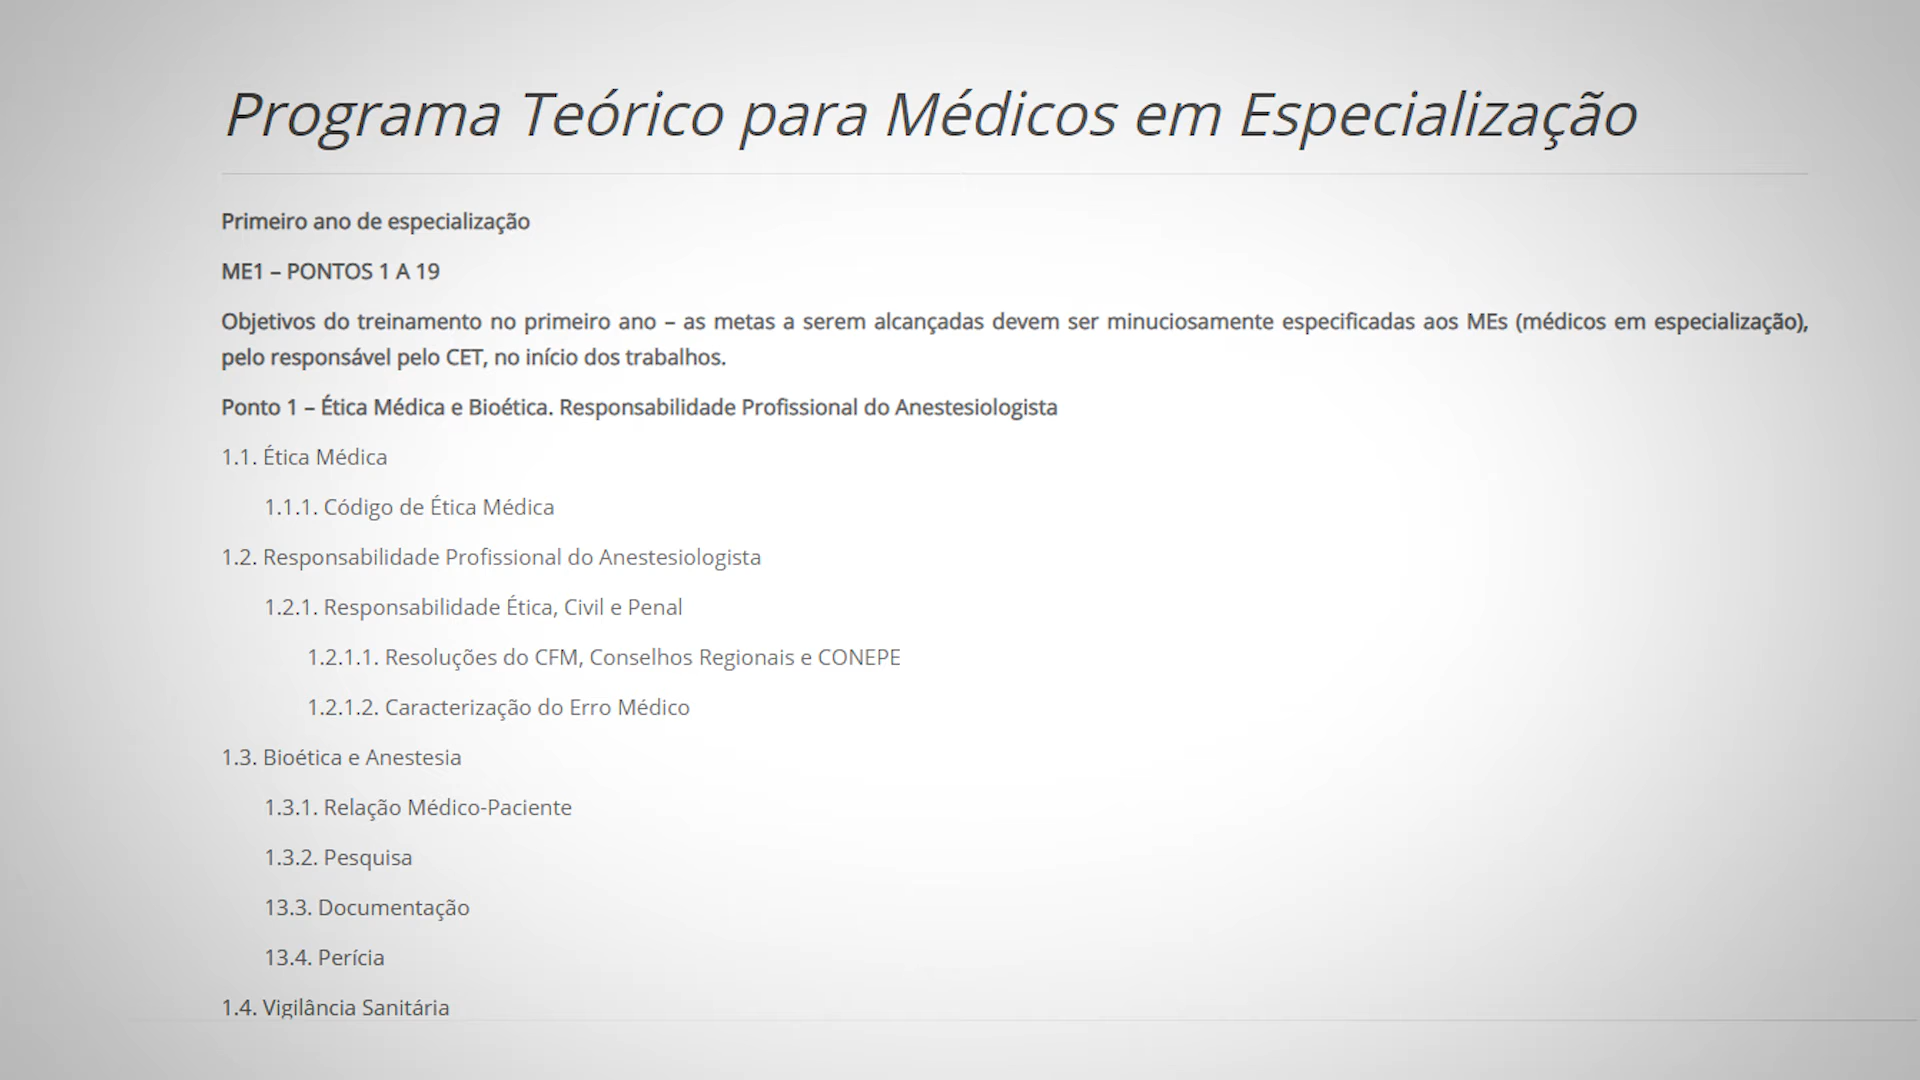 Programa Teórico para Médicos em Especialização
Primeiro ano de especialização
ME1 – PONTOS 1 A 19
Objetivos do treinamento no primeiro ano – as metas a serem alcançadas devem ser minuciosamente especificadas aos MEs (médicos em especialização),
pelo responsável pelo CET, no início dos trabalhos.
Ponto 1 – Ética Médica e Bioética. Responsabilidade Profissional do Anestesiologista
1.1. Ética Médica
1.1.1. Código de Ética Médica
1.2. Responsabilidade Profissional do Anestesiologista
1.2.1. Responsabilidade Ética, Civil e Penal
1.2.1.1. Resoluções do CFM, Conselhos Regionais e CONEPE
1.2.1.2. Caracterização do Erro Médico
1.3. Bioética e Anestesia
1.3.1. Relação Médico-Paciente
1.3.2. Pesquisa
13.3. Documentação
13.4. Perícia
1.4. Vigilância Sanitária